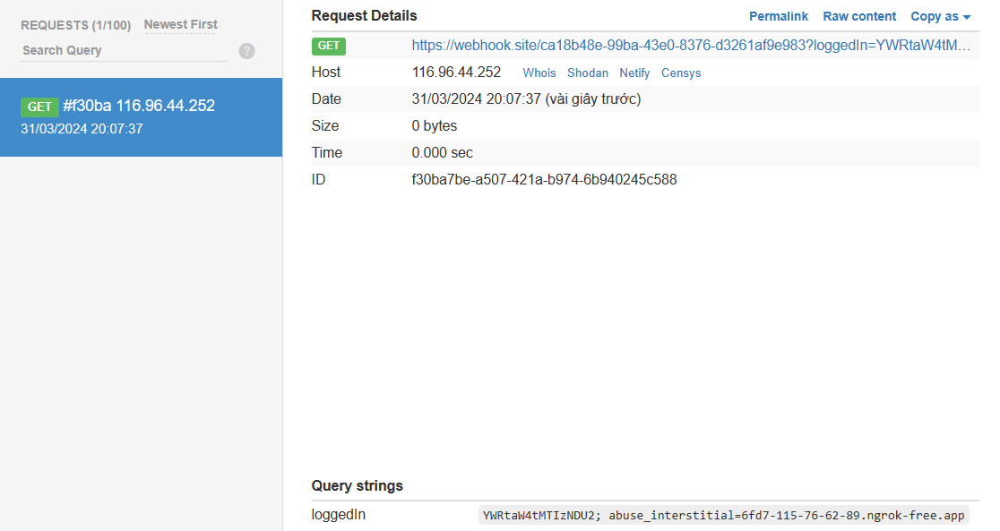 REQUESTS (1/100) Newest First
Search Query ?
GET #f30ba 116.96.44.252
31/03/2024 20:07:37
Request Details Permalink Raw content Copy as
GET https://webhook.site/ca18b48e-99ba-43e0-8376-d3261af9e983?loggedIn=YWRtaW4tM...
Host 116.96.44.252 Whois Shodan Netify Censys
Date 31/03/2024 20:07:37 (vài giây trước)
Size 0 bytes
Time 0.000 sec
ID f30ba7be-a507-421a-b974-6b940245c588
Query strings
loggedIn YWRtaW4tMTIzNDU2; abuse_interstitial=6fd7-115-76-62-89.ngrok-free.app